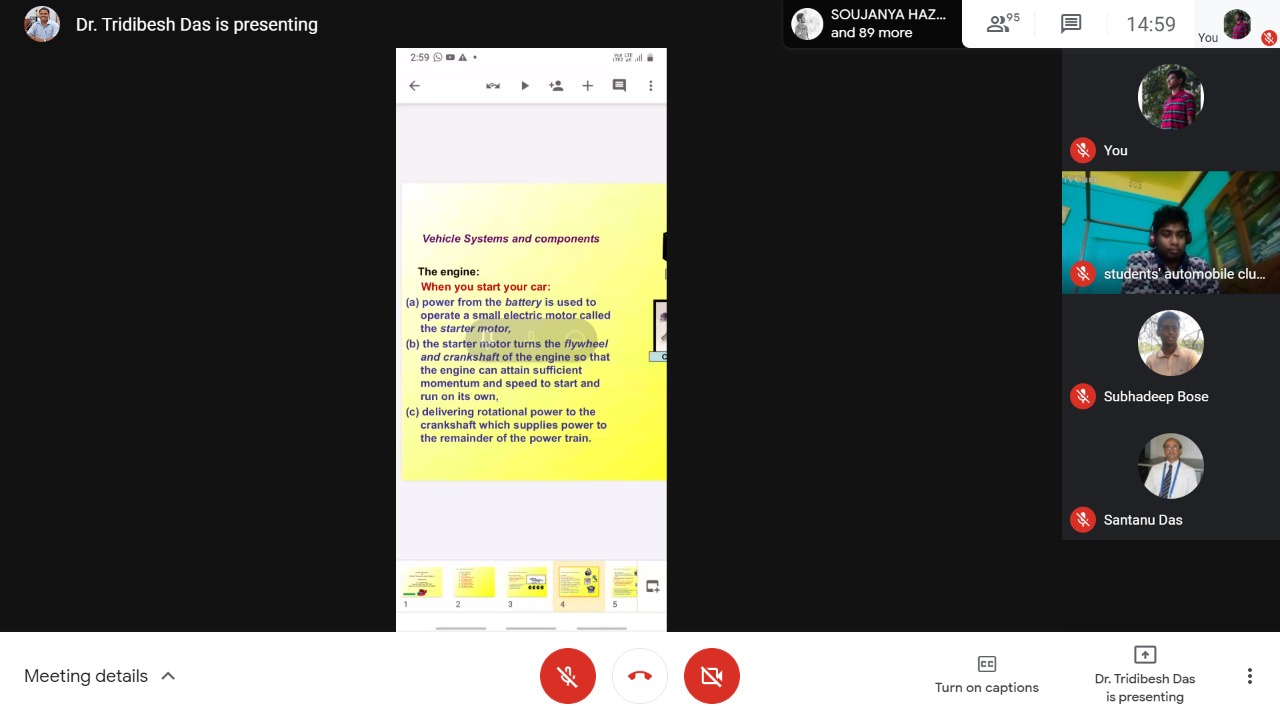 Dr. Tridibesh Das is presenting
SOUJANYA HAZ...
and 89 more
95
14:59
You
2:59
Vehicle Systems and components
The engine:
When you start your car:
(a) power from the battery is used to
operate a small electric motor called
the starter motor,
(b) the starter motor turns the flywheel
and crankshaft of the engine so that
the engine can attain sufficient
momentum and speed to start and
run on its own,
(c) delivering rotational power to the
crankshaft which supplies power to
the remainder of the power train.
1
2
3
4
5
You
students' automobile clu...
Subhadeep Bose
Santanu Das
Meeting details
Turn on captions
Dr. Tridibesh Das
is presenting